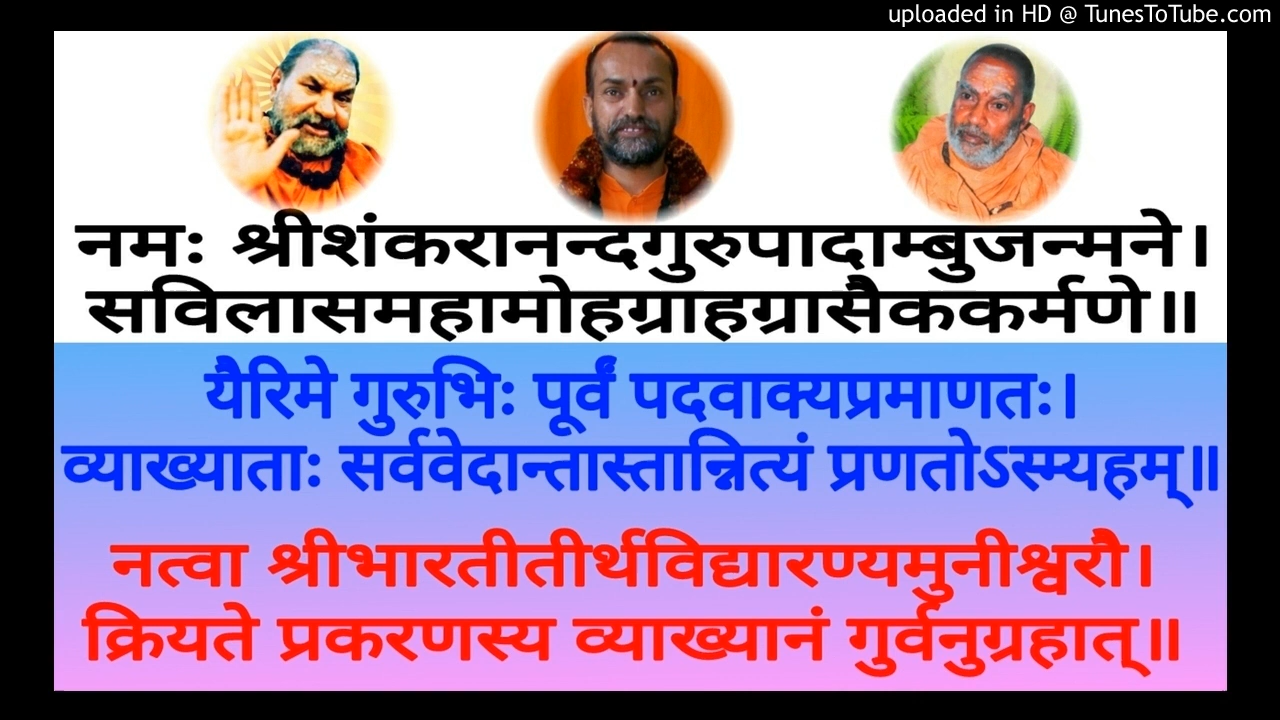 uploaded in HD @ TunesToTube.com
नमः श्रीशंकरानन्दगुरुपादाम्बुजन्मने।
सविलासमहामोहग्राहग्रासैककर्मणे॥
यैरिमे गुरुभिः पूर्वं पदवाक्यप्रमाणतः।
व्याख्याताः सर्ववेदान्तास्तान्नित्यं प्रणतोऽस्म्यहम्॥
नत्वा श्रीभारतीतीर्थविद्यारण्यमुनीश्वरौ।
क्रियते प्रकरणस्य व्याख्यानं गुर्वनुग्रहात्॥